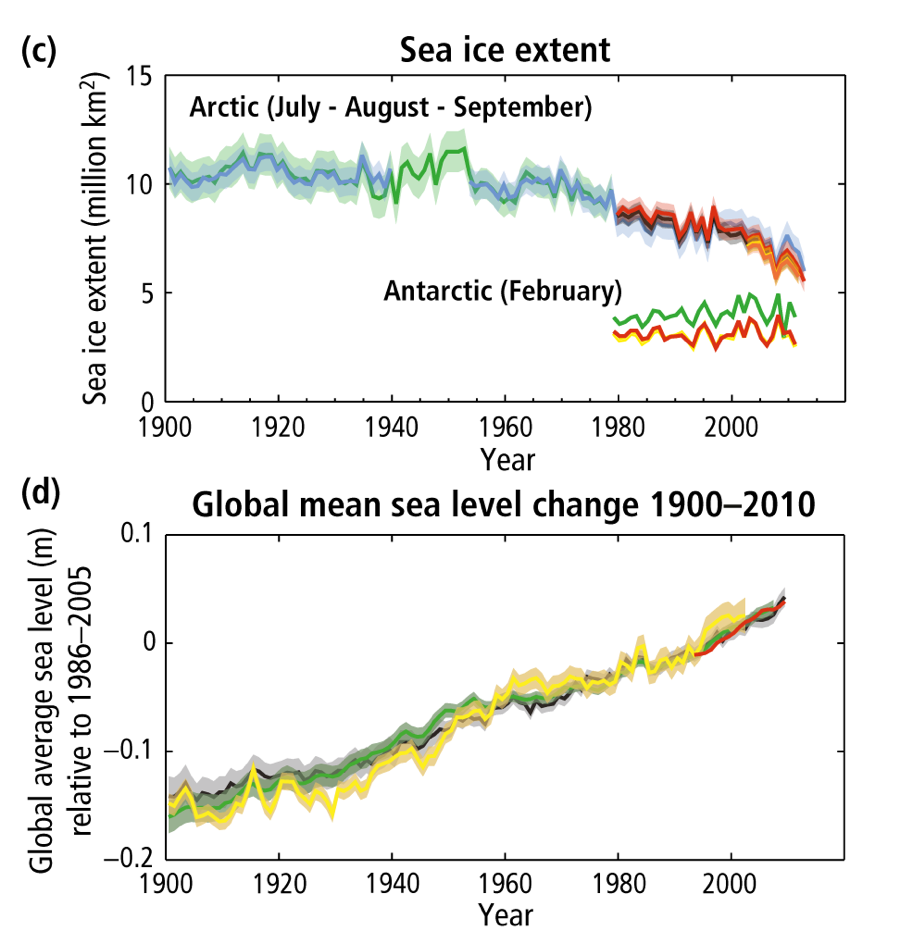 (c)
Sea ice extent
Sea ice extent (million km²)
15
10
5
0
Arctic (July - August - September)
Antarctic (February)
1900 1920 1940 1960 1980 2000
Year
(d)
Global mean sea level change 1900–2010
Global average sea level (m)
relative to 1986–2005
0.1
0
−0.1
−0.2
1900 1920 1940 1960 1980 2000
Year